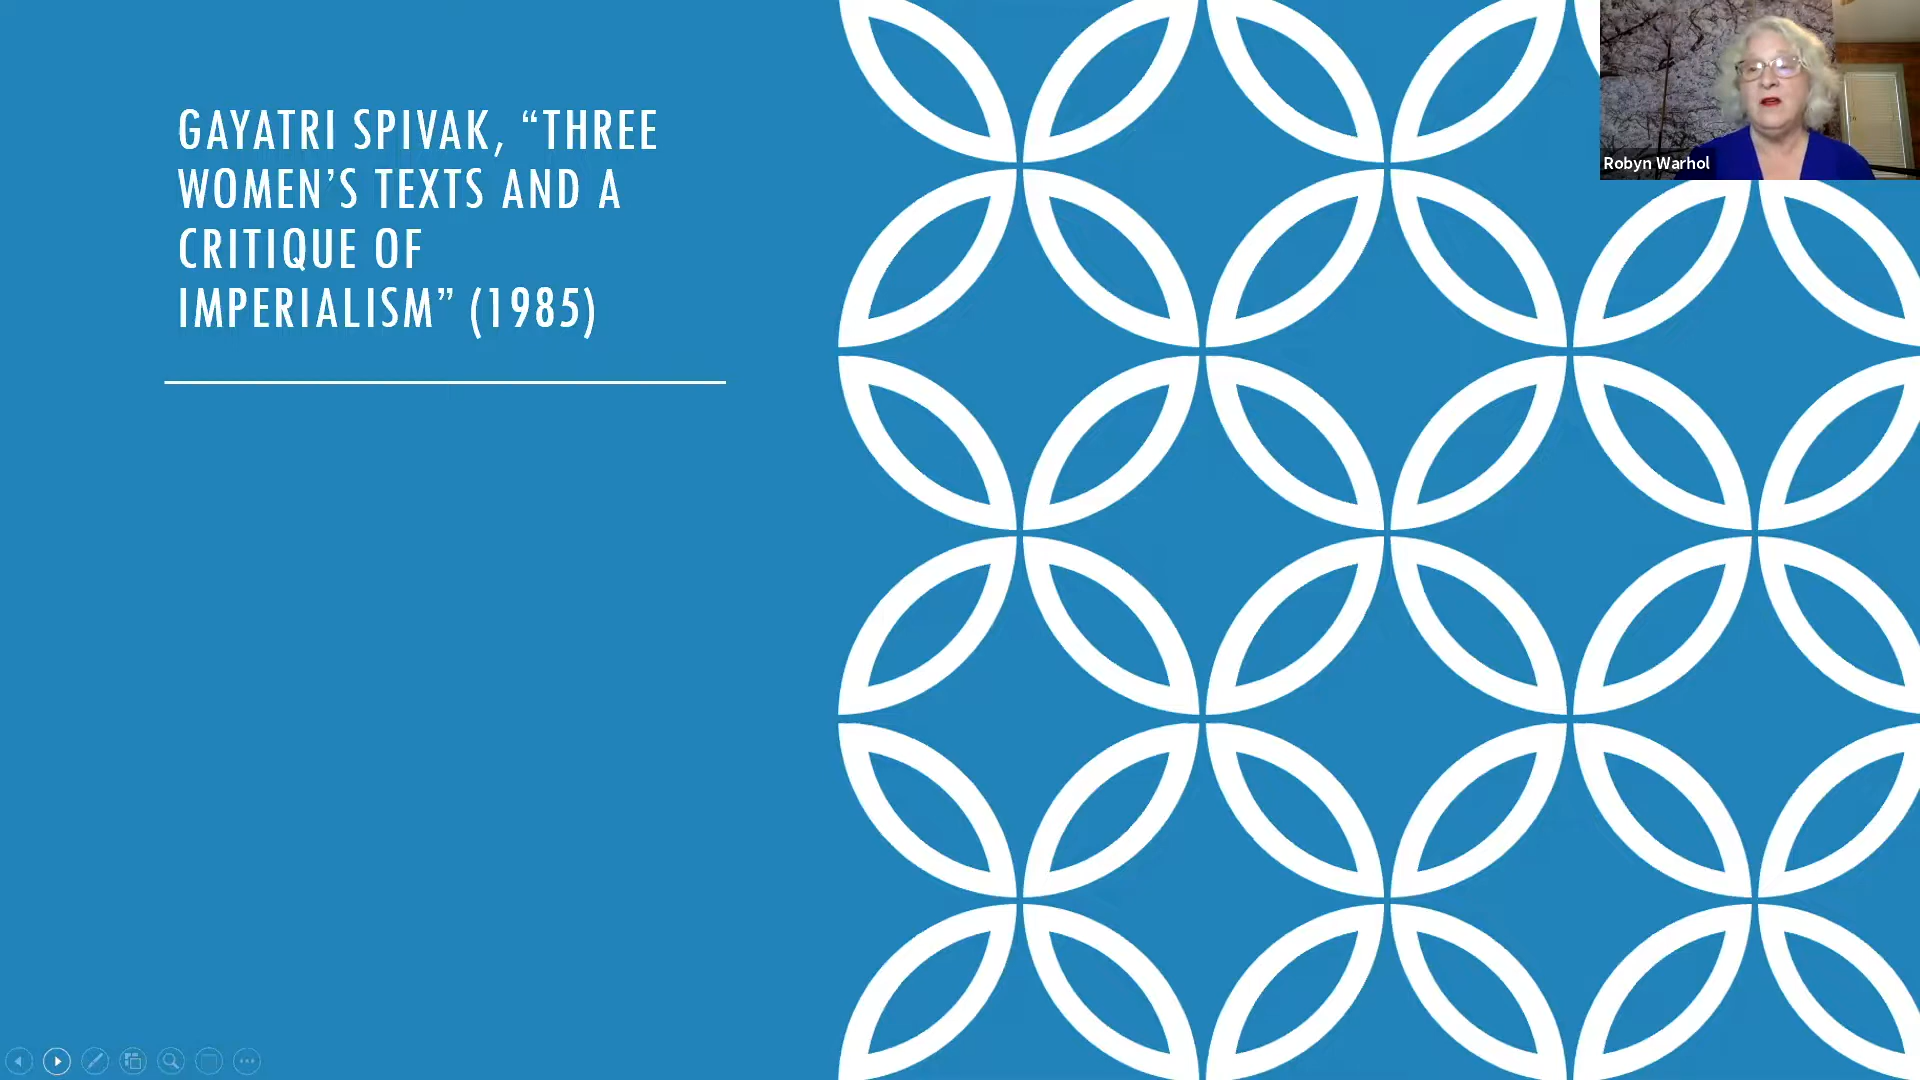 GAYATRI SPIVAK, “THREE
WOMEN’S TEXTS AND A
CRITIQUE OF
IMPERIALISM” (1985)
Robyn Warhol